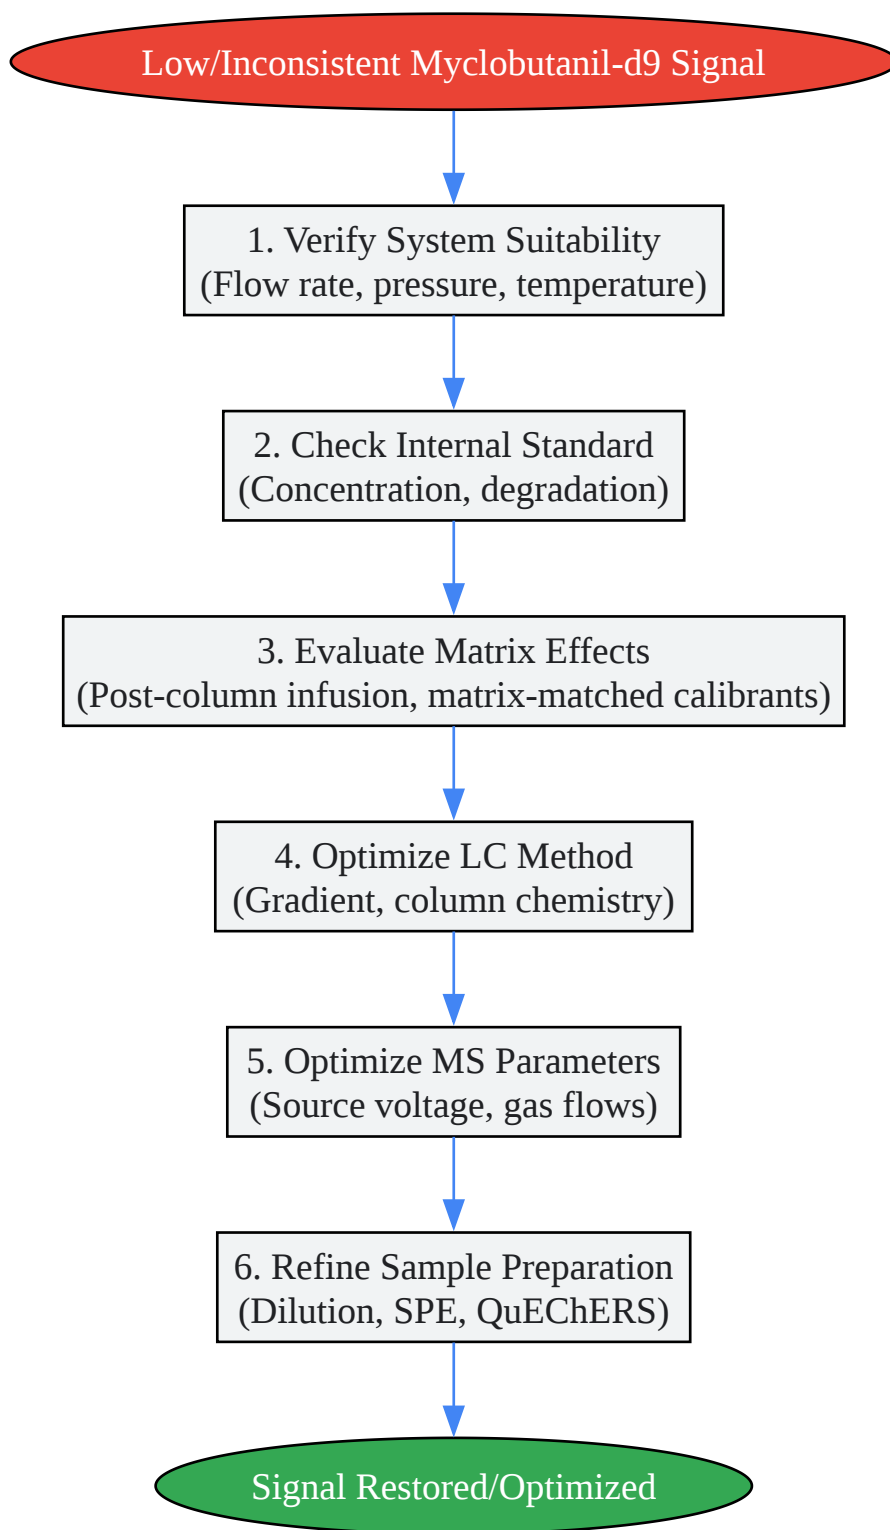 Low/Inconsistent Myclobutanil-d9 Signal
1. Verify System Suitability
(Flow rate, pressure, temperature)
2. Check Internal Standard
(Concentration, degradation)
3. Evaluate Matrix Effects
(Post-column infusion, matrix-matched calibrants)
4. Optimize LC Method
(Gradient, column chemistry)
5. Optimize MS Parameters
(Source voltage, gas flows)
6. Refine Sample Preparation
(Dilution, SPE, QuEChERS)
Signal Restored/Optimized